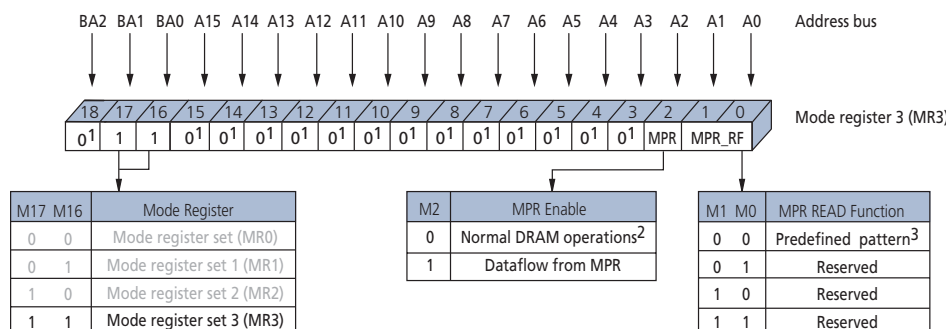 BA2 BA1 BA0 A15 A14 A13 A12 A11 A10 A9 A8 A7 A6 A5 A4 A3 A2 A1 A0 Address bus
18 17 16 15 14 13 12 11 10 9 8 7 6 5 4 3 2 1 0
Mode register 3 (MR3)
0¹ 1 1 0¹ 0¹ 0¹ 0¹ 0¹ 0¹ 0¹ 0¹ 0¹ 0¹ 0¹ 0¹ 0¹ MPR MPR_RF
M17 M16 Mode Register
0 0 Mode register set (MR0)
0 1 Mode register set 1 (MR1)
1 0 Mode register set 2 (MR2)
1 1 Mode register set 3 (MR3)
M2 MPR Enable
0 Normal DRAM operations²
1 Dataflow from MPR
M1 M0 MPR READ Function
0 0 Predefined pattern³
0 1 Reserved
1 0 Reserved
1 1 Reserved